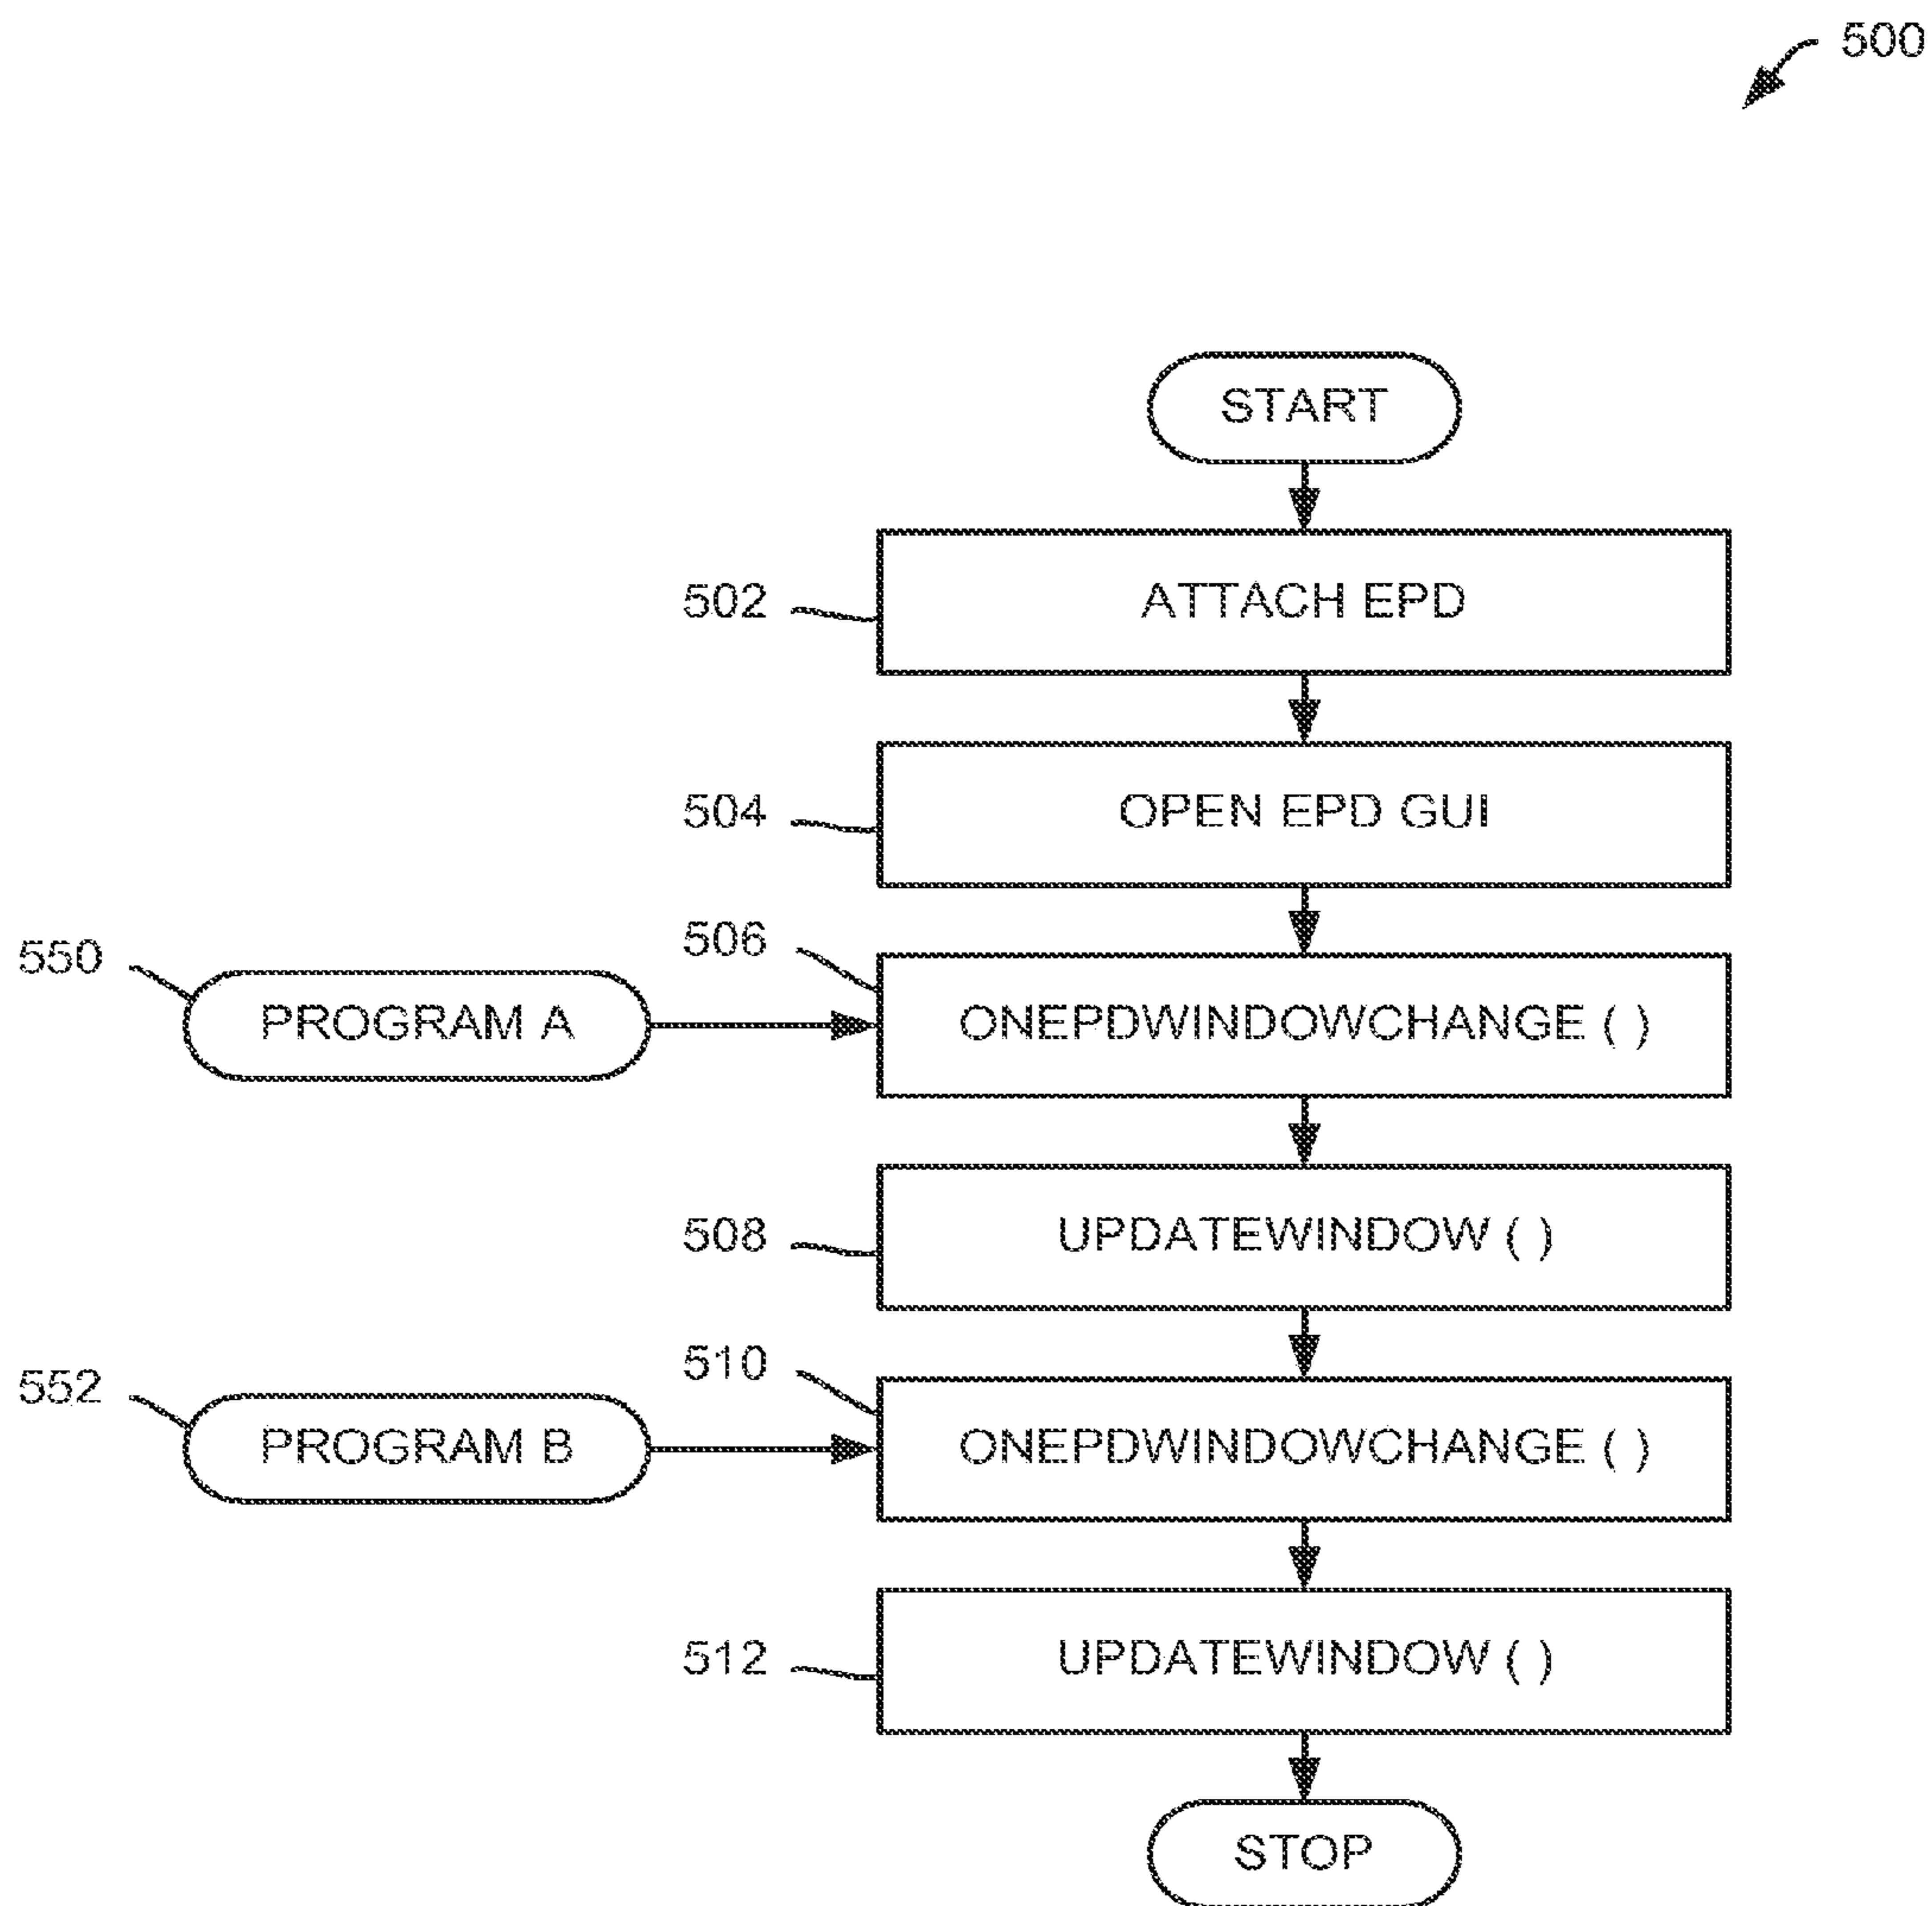 500
START
502 ATTACH EPD
504 OPEN EPD GUI
506
550
PROGRAM A ONEPDWINDOWCHANGE ( )
508 UPDATEWINDOW ( )
510
552
PROGRAM B ONEPDWINDOWCHANGE ( )
512 UPDATEWINDOW ( )
STOP